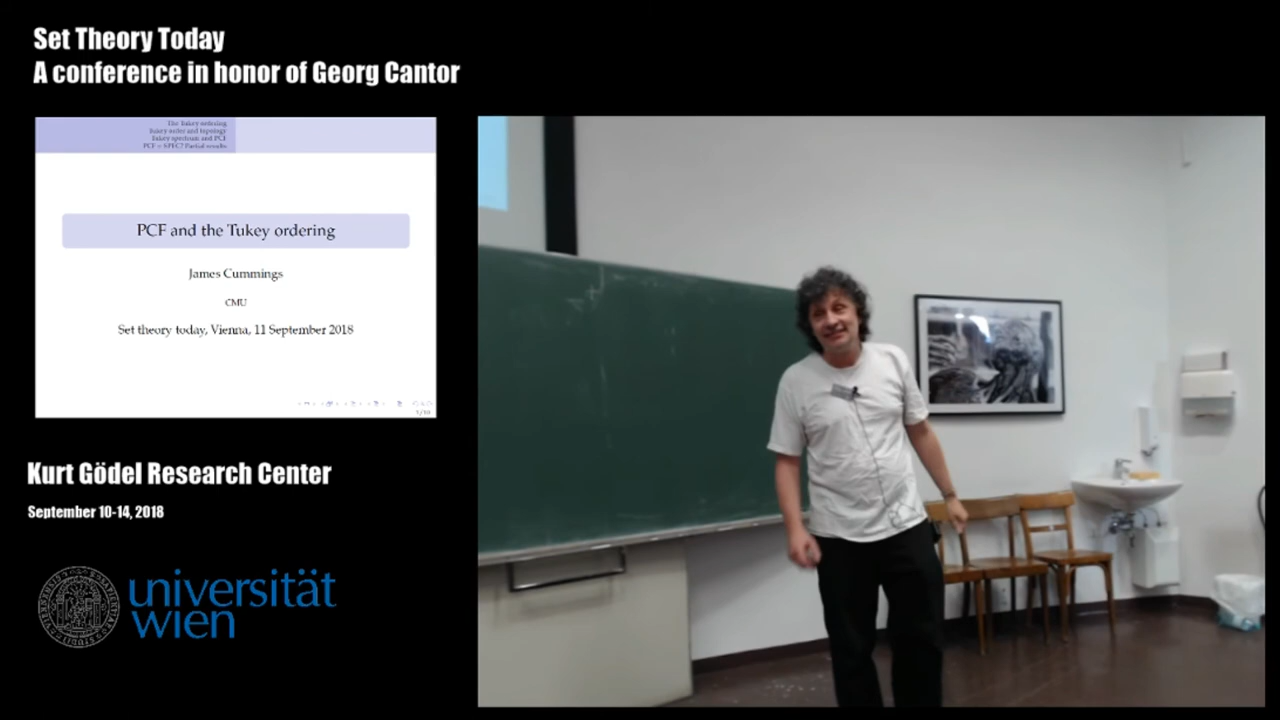 Set Theory Today
A conference in honor of Georg Cantor
The Tukey ordering
Tukey order and topology
Tukey spectrum and PCF
PCF = SPEC? Partial results
PCF and the Tukey ordering
James Cummings
CMU
Set theory today, Vienna, 11 September 2018
Kurt Gödel Research Center
September 10-14, 2018
universität
wien